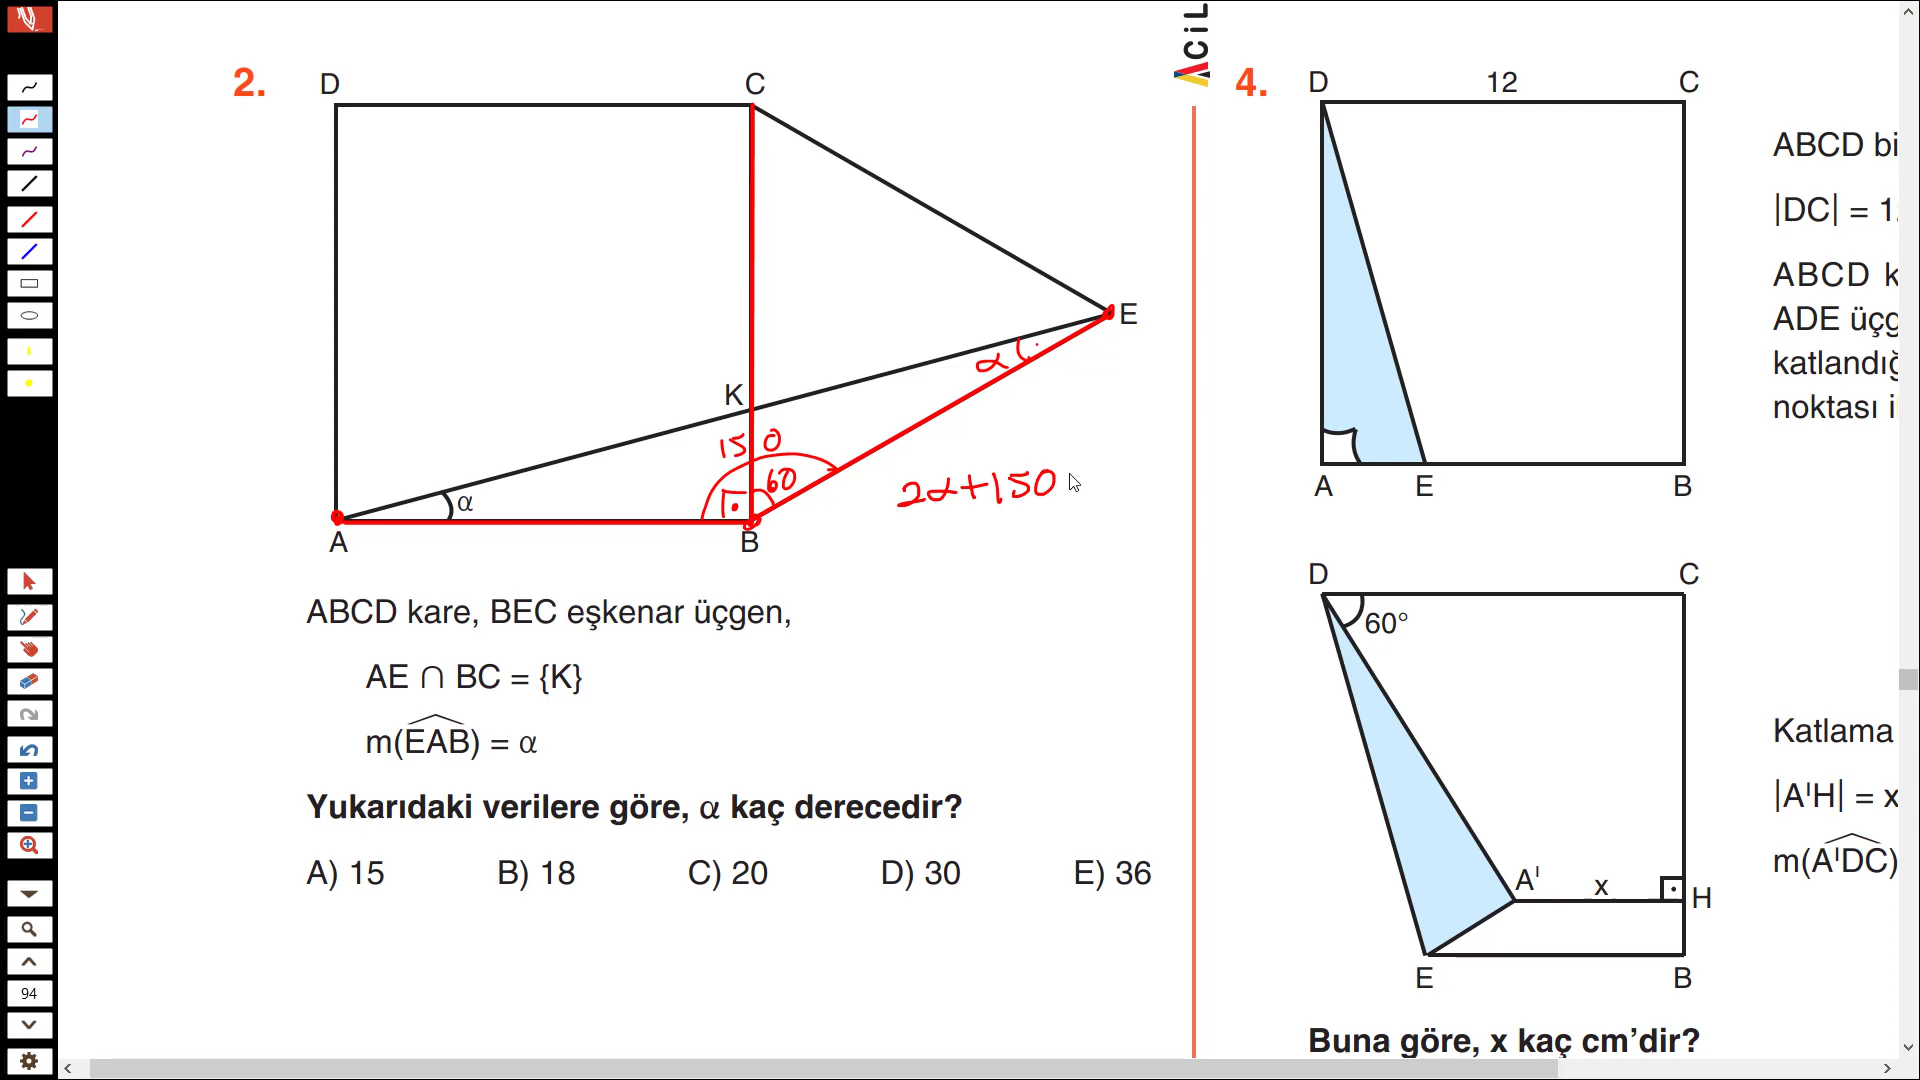 ACiL
2.
D
C
E
K
α
α
150
60
2α+150
A
B
ABCD kare, BEC eşkenar üçgen,
AE ∩ BC = {K}
m(EAB) = α
Yukarıdaki verilere göre, α kaç derecedir?
A) 15 B) 18 C) 20 D) 30 E) 36
4.
D 12 C
A E B
ABCD bi
|DC| = 1
ABCD k
ADE üçg
katlandığ
noktası i
D C
60°
A' x H
E B
Katlama
|A'H| = x
m(A'DC)
Buna göre, x kaç cm'dir?
94